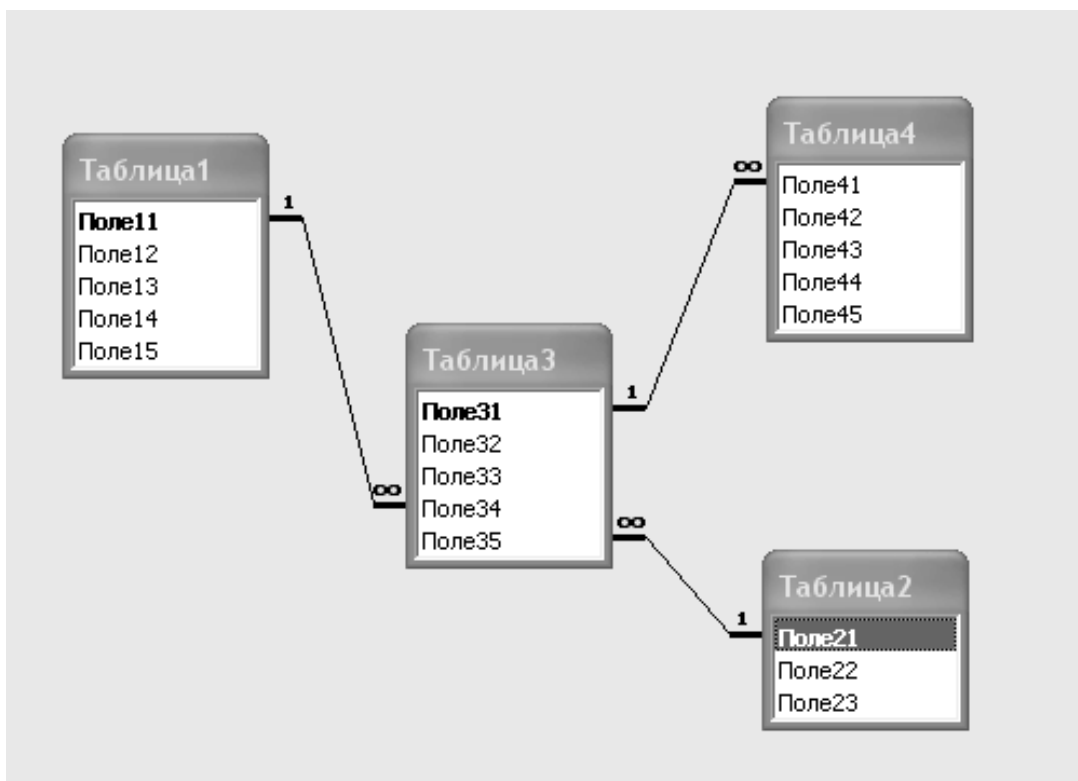 Таблица1
Поле11
Поле12
Поле13
Поле14
Поле15
1
∞
Таблица3
Поле31
Поле32
Поле33
Поле34
Поле35
1
∞
∞
1
Таблица4
Поле41
Поле42
Поле43
Поле44
Поле45
Таблица2
Поле21
Поле22
Поле23